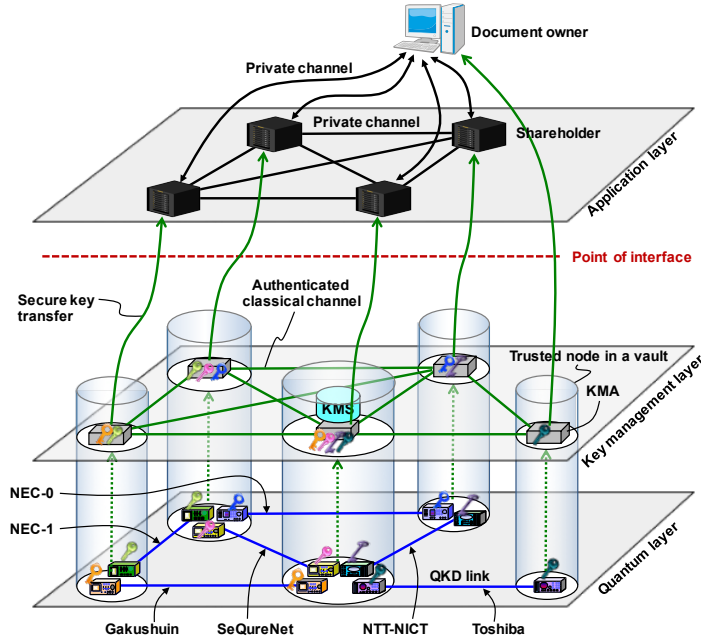 Document owner
Private channel
Private channel
Shareholder
Application layer
Point of interface
Secure key
transfer
Authenticated
classical channel
Trusted node in a vault
KMS
KMA
Key management layer
NEC-0
NEC-1
QKD link
Quantum layer
Gakushuin
SeQureNet
NTT-NICT
Toshiba